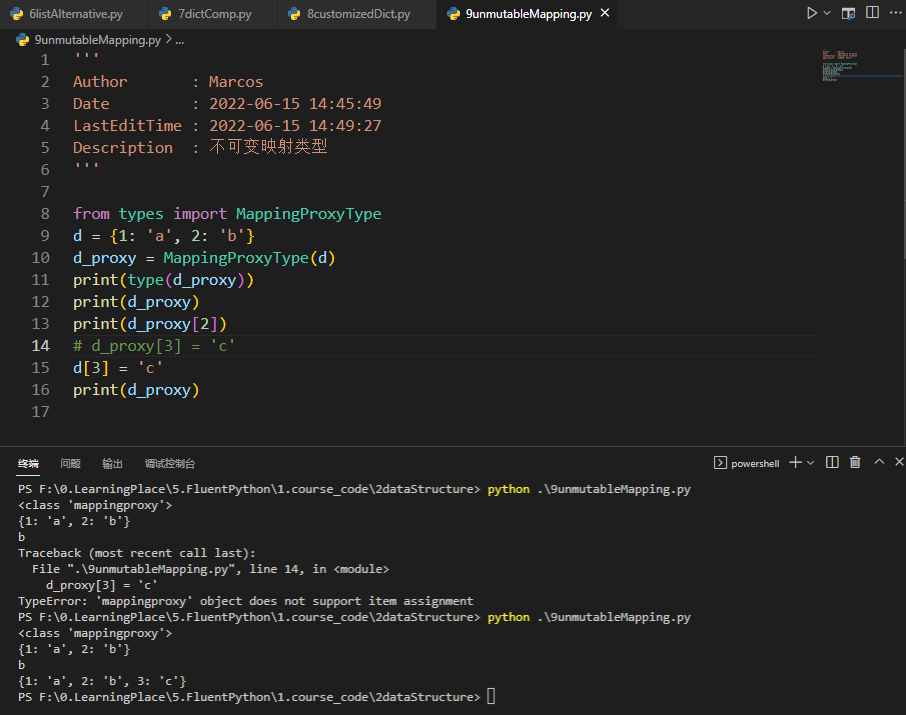 6listAlternative.py 7dictComp.py 8customizedDict.py 9unmutableMapping.py
9unmutableMapping.py > ...
1 '''
2 Author       : Marcos
3 Date         : 2022-06-15 14:45:49
4 LastEditTime : 2022-06-15 14:49:27
5 Description  : 不可变映射类型
6 '''
7
8 from types import MappingProxyType
9 d = {1: 'a', 2: 'b'}
10 d_proxy = MappingProxyType(d)
11 print(type(d_proxy))
12 print(d_proxy)
13 print(d_proxy[2])
14 # d_proxy[3] = 'c'
15 d[3] = 'c'
16 print(d_proxy)
17
终端 问题 输出 调试控制台 powershell
PS F:\0.LearningPlace\5.FluentPython\1.course_code\2dataStructure> python .\9unmutableMapping.py
<class 'mappingproxy'>
{1: 'a', 2: 'b'}
b
Traceback (most recent call last):
  File ".\9unmutableMapping.py", line 14, in <module>
    d_proxy[3] = 'c'
TypeError: 'mappingproxy' object does not support item assignment
PS F:\0.LearningPlace\5.FluentPython\1.course_code\2dataStructure> python .\9unmutableMapping.py
<class 'mappingproxy'>
{1: 'a', 2: 'b'}
b
{1: 'a', 2: 'b', 3: 'c'}
PS F:\0.LearningPlace\5.FluentPython\1.course_code\2dataStructure>